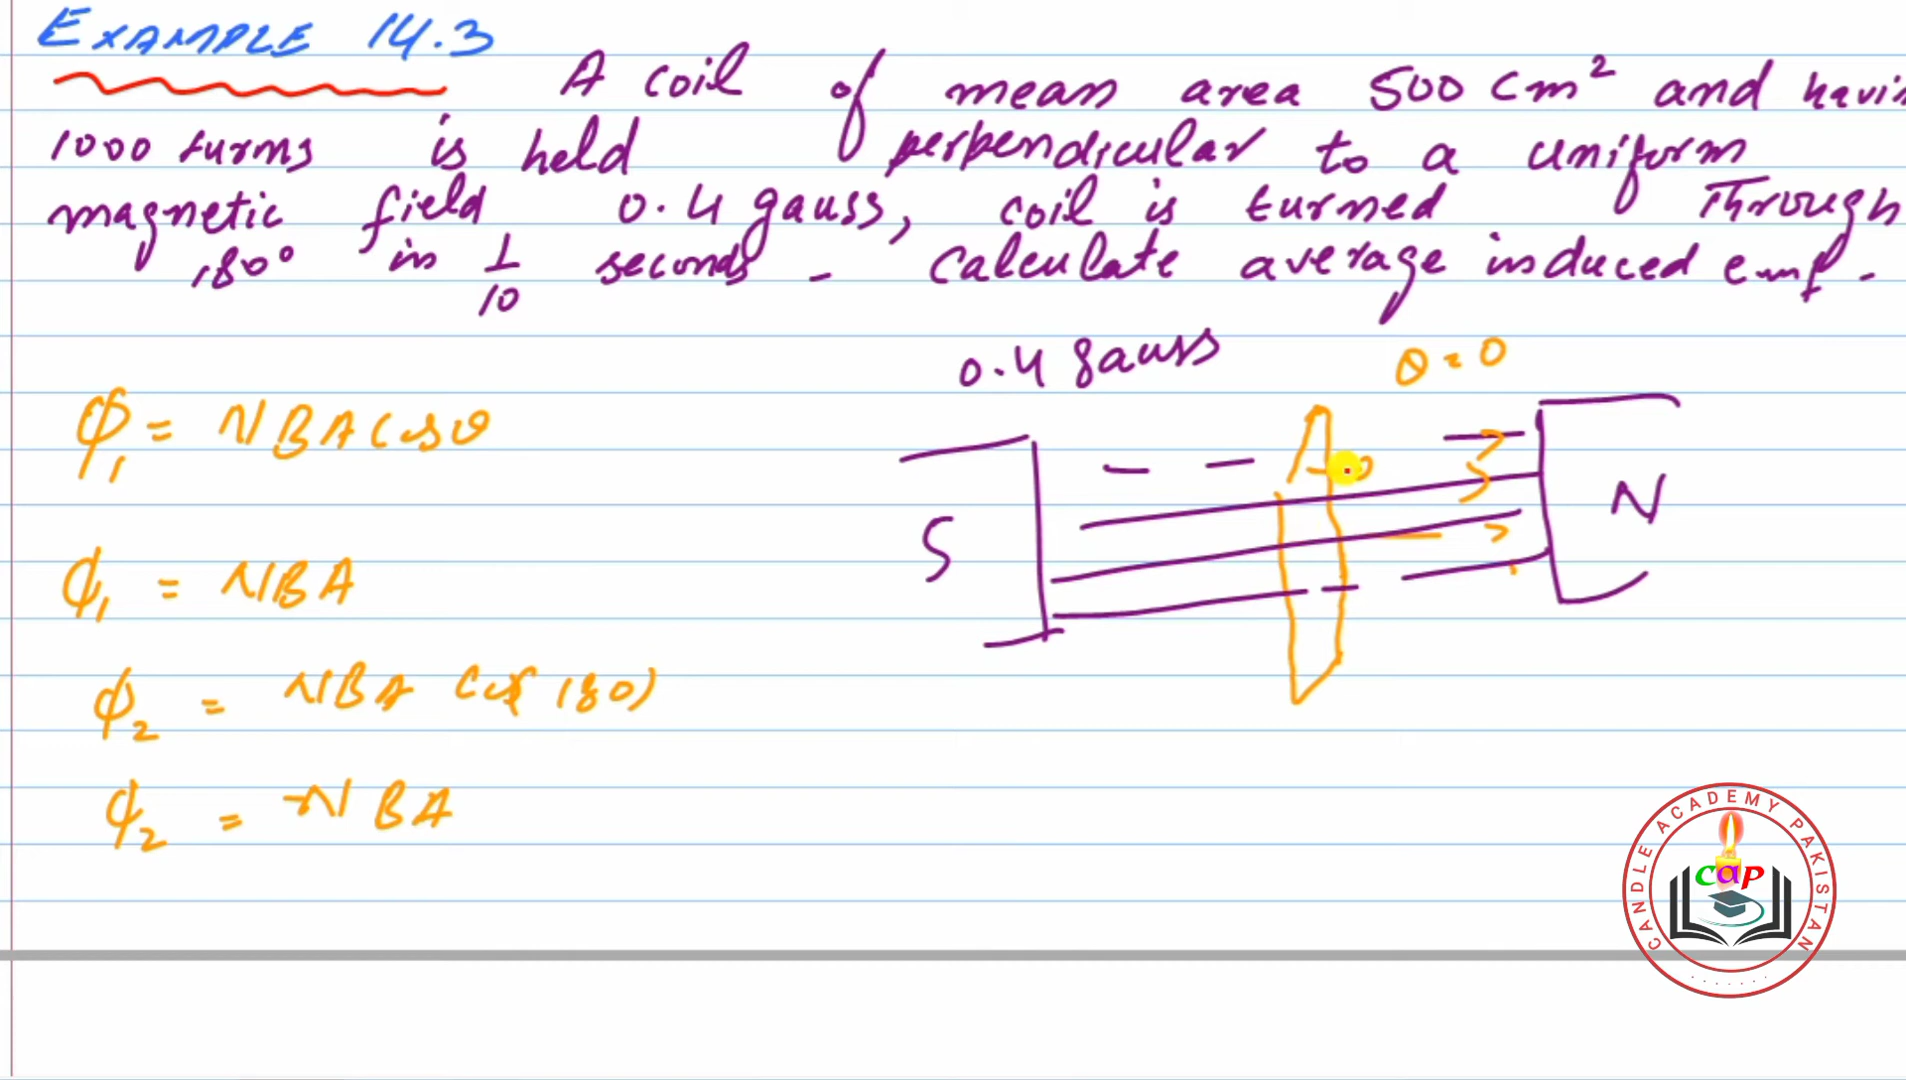 EXAMPLE 14.3
A coil of mean area 500 cm² and havin
1000 turns is held perpendicular to a uniform
magnetic field 0.4 gauss, coil is turned Through
180° in 1/10 seconds - Calculate average induced emf.
0.4 gauss
θ = 0
ϕ₁ = NBA Cosθ
A
S
N
ϕ₁ = NBA
ϕ₂ = NBA Cos(180)
ϕ₂ = -NBA
CANDLE ACADEMY PAKISTAN
CAP